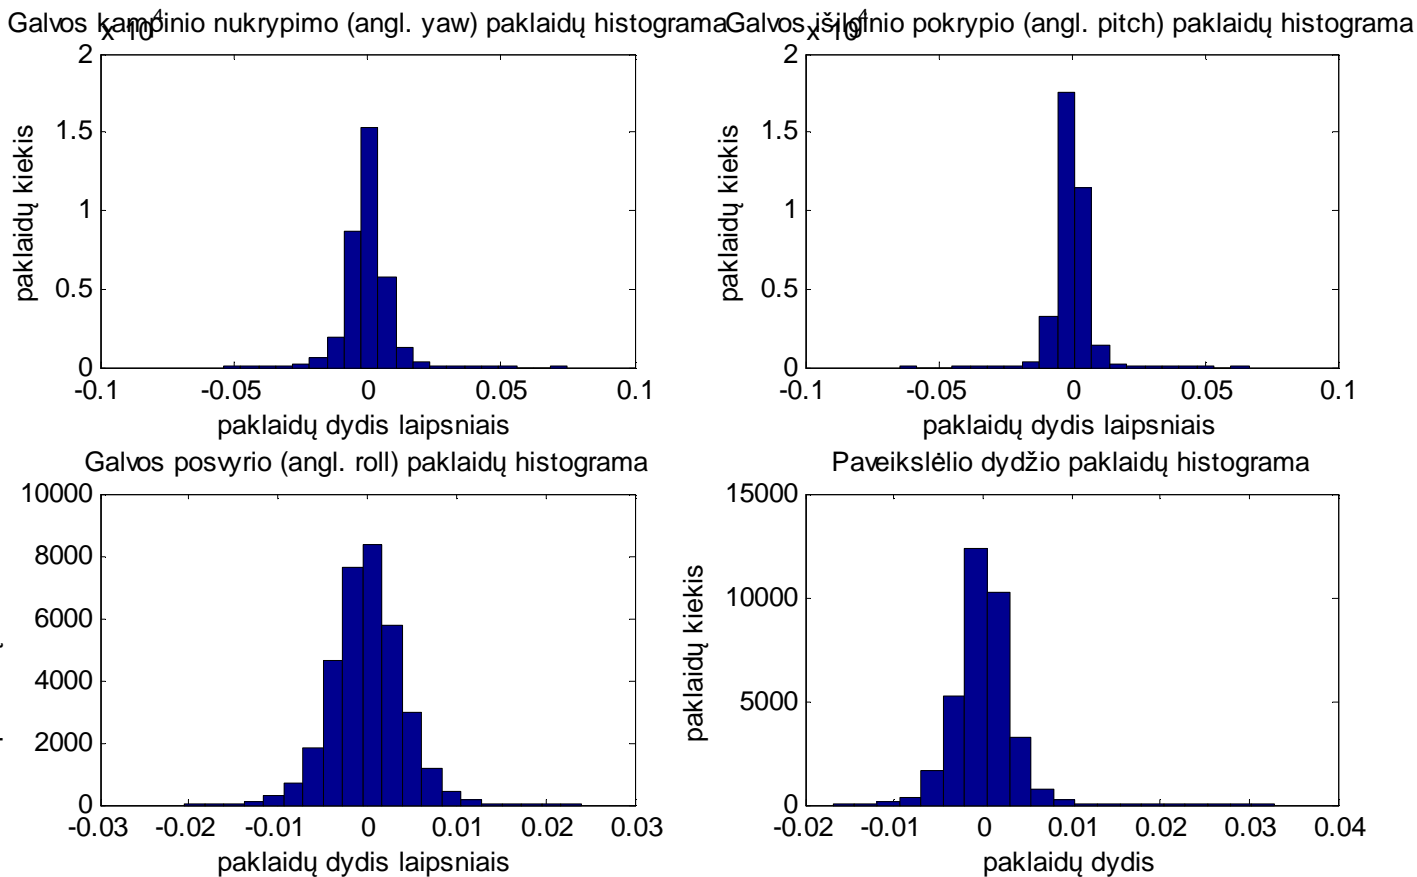 Galvos kampinio nukrypimo (angl. yaw) paklaidų histograma
x 10^4
2
1.5
1
0.5
0
-0.1 -0.05 0 0.05 0.1
paklaidų kiekis
paklaidų dydis laipsniais
Galvos išilginio pokrypio (angl. pitch) paklaidų histograma
x 10^4
2
1.5
1
0.5
0
-0.1 -0.05 0 0.05 0.1
paklaidų kiekis
paklaidų dydis laipsniais
Galvos posvyrio (angl. roll) paklaidų histograma
10000
8000
6000
4000
2000
0
-0.03 -0.02 -0.01 0 0.01 0.02 0.03
paklaidų dydis laipsniais
Paveikslėlio dydžio paklaidų histograma
15000
10000
5000
0
-0.02 -0.01 0 0.01 0.02 0.03 0.04
paklaidų kiekis
paklaidų dydis